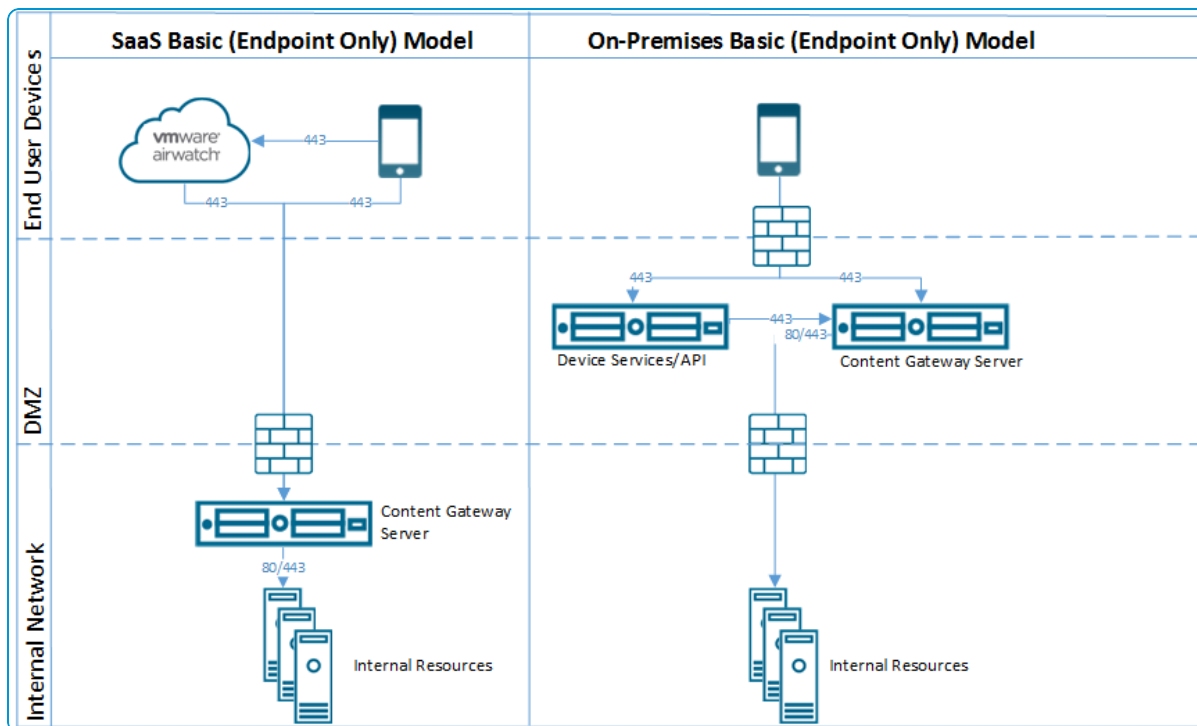 SaaS Basic (Endpoint Only) Model
On-Premises Basic (Endpoint Only) Model
End User Devices
vmware
airwatch
443
443
443
443
443
443
80/443
Device Services/API
Content Gateway Server
DMZ
Content Gateway
Server
80/443
Internal Network
Internal Resources
Internal Resources